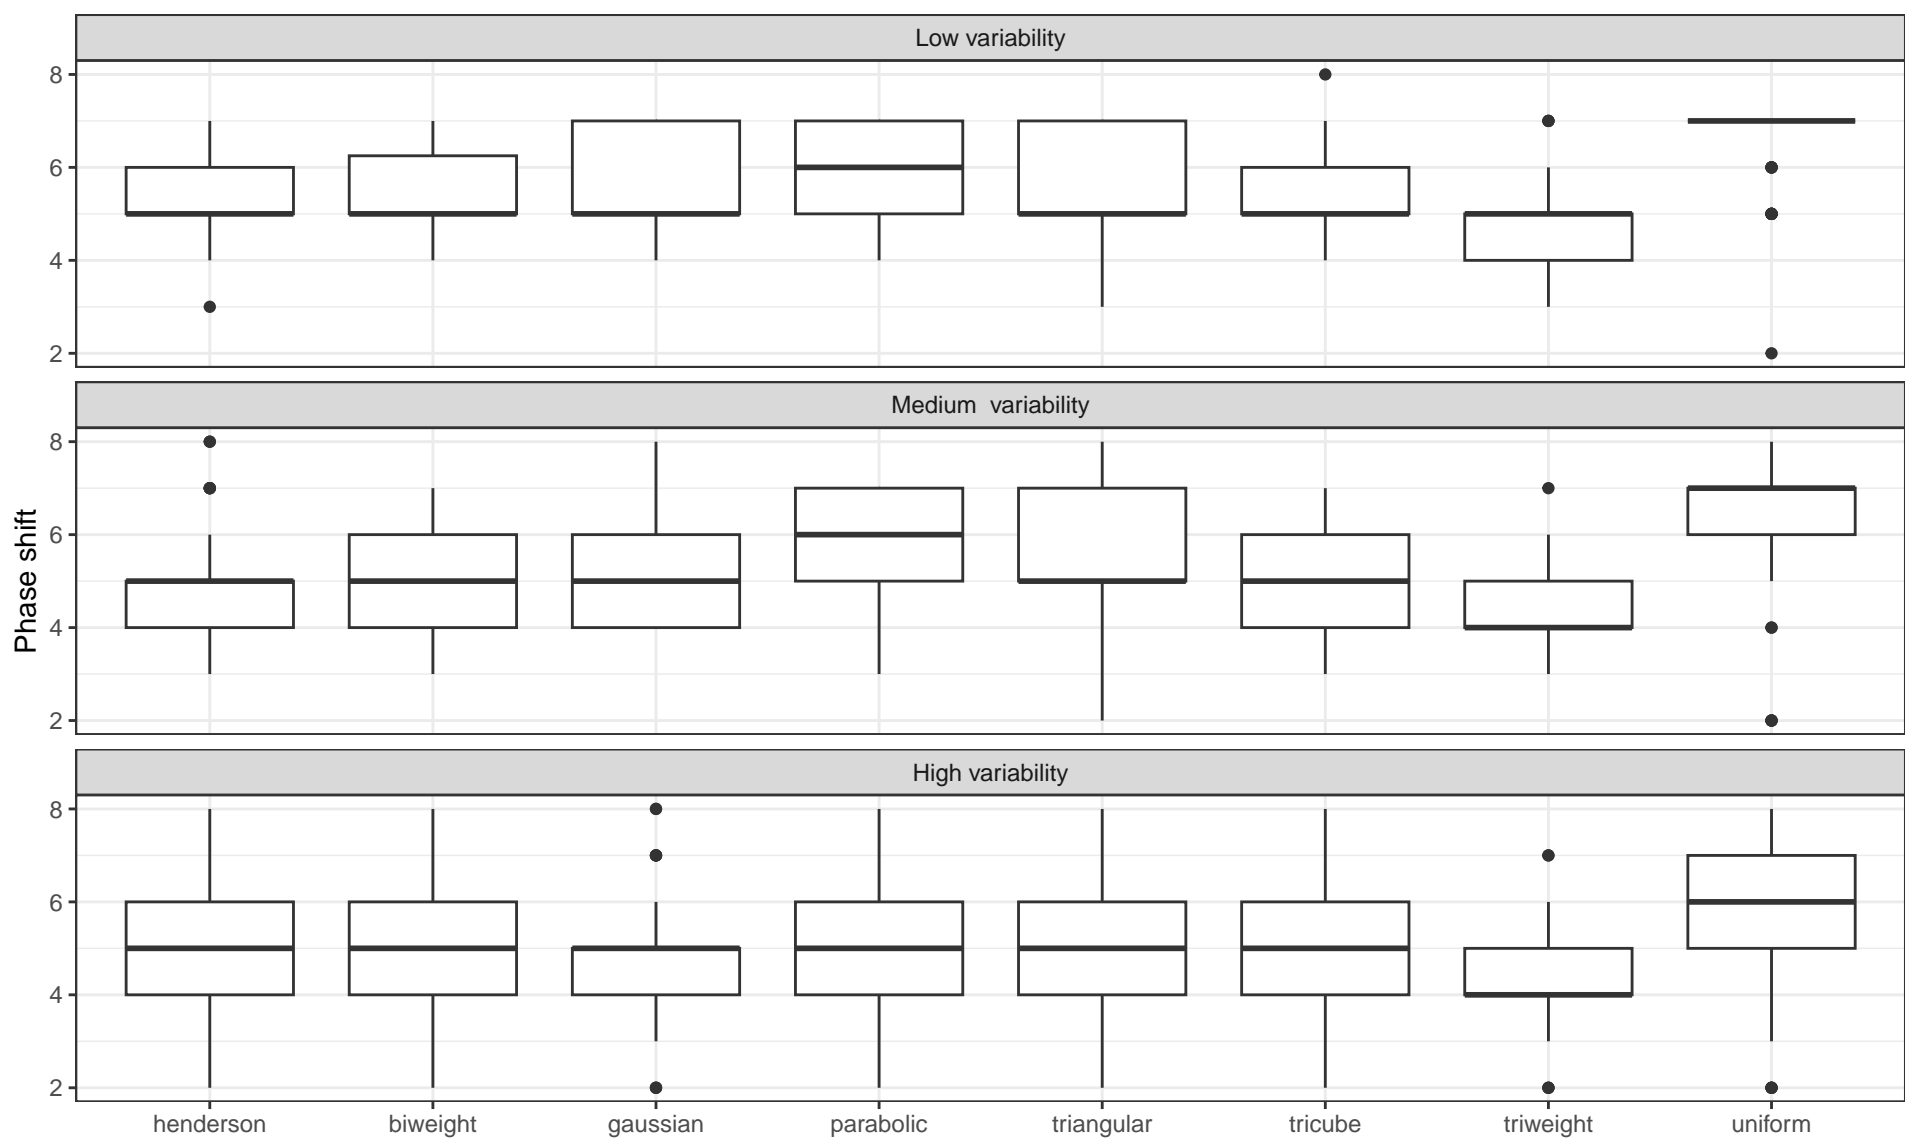 Low variability
8
6
4
2
Medium  variability
8
6
4
2
Phase shift
High variability
8
6
4
2
henderson biweight gaussian parabolic triangular tricube triweight uniform